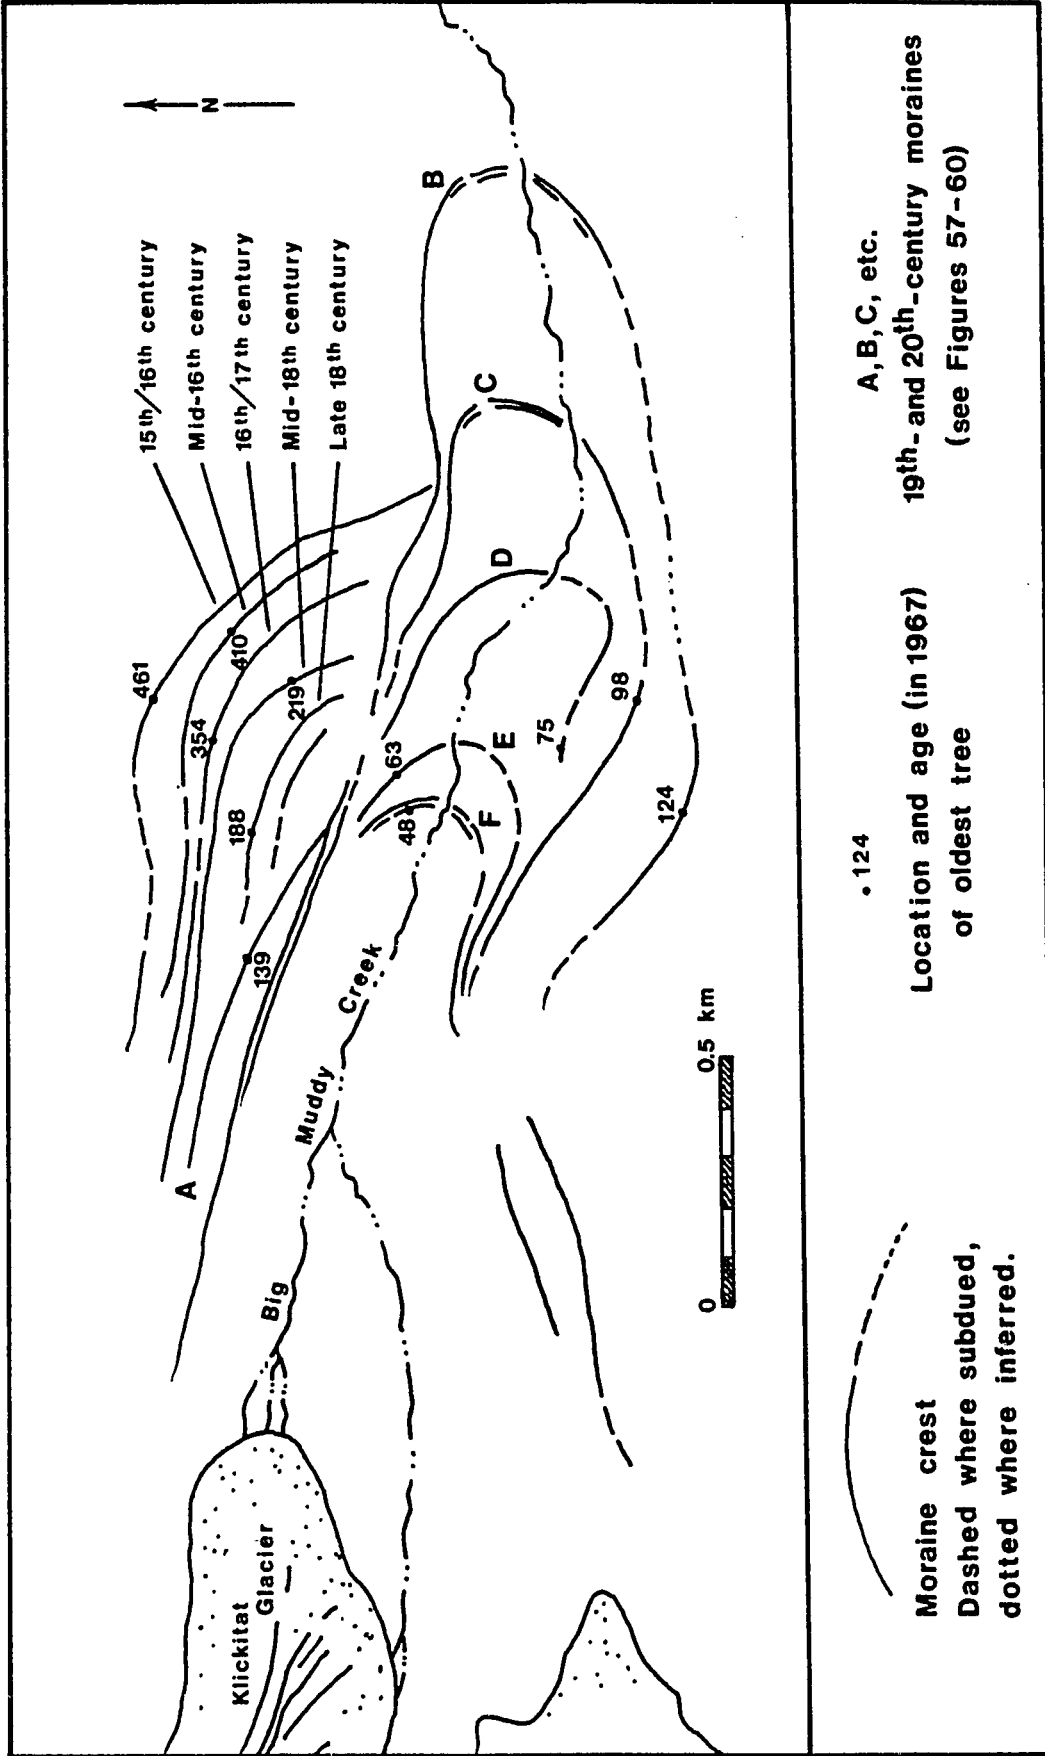 N
15th/16th century
Mid-16th century
16th/17th century
Mid-18th century
Late 18th century
461
410
354
219
188
139
A
B
C
D
E
F
63
48
75
98
124
Klickitat
Glacier
Big Muddy Creek
0 0.5 km
Moraine crest
Dashed where subdued,
dotted where inferred.
• 124
Location and age (in 1967)
of oldest tree
A, B, C, etc.
19th- and 20th-century moraines
(see Figures 57-60)